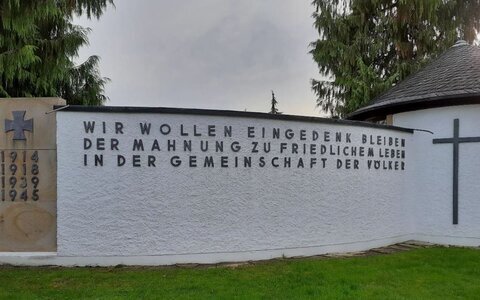 WIR WOLLEN EINGEDENK BLEIBEN
DER MAHNUNG ZU FRIEDLICHEM LEBEN
IN DER GEMEINSCHAFT DER VÖLKER
1914
1918
1939
1945